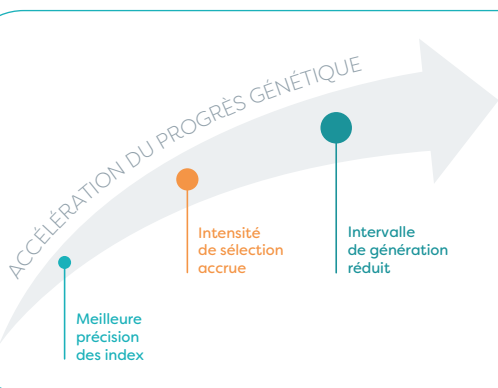 ACCÉLÉRATION DU PROGRÈS GÉNÉTIQUE
Meilleure
précision
des index
Intensité
de sélection
accrue
Intervalle
de génération
réduit